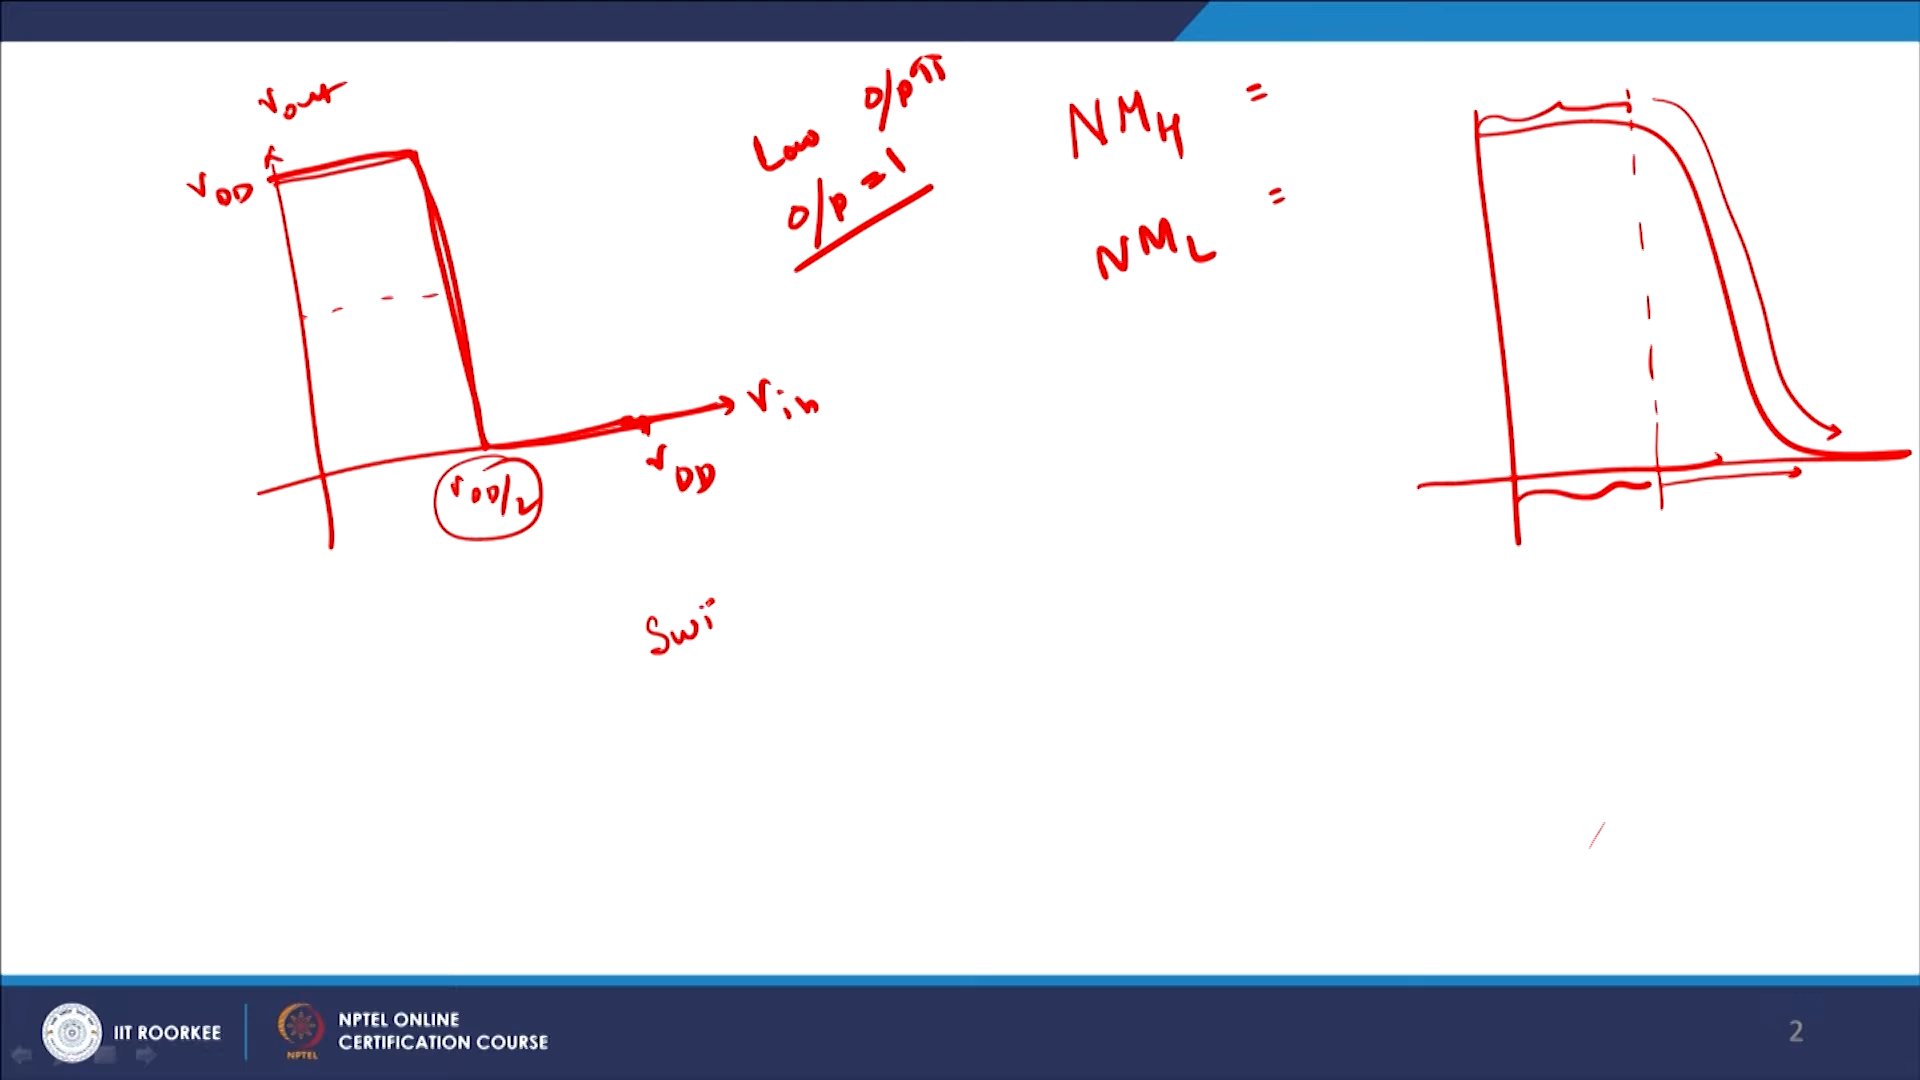 Vout
VDD
VDD/2
VDD
Vin
Low o/p
o/p = 1
NMH =
NML =
Swi
IIT ROORKEE
NPTEL
NPTEL ONLINE
CERTIFICATION COURSE
2